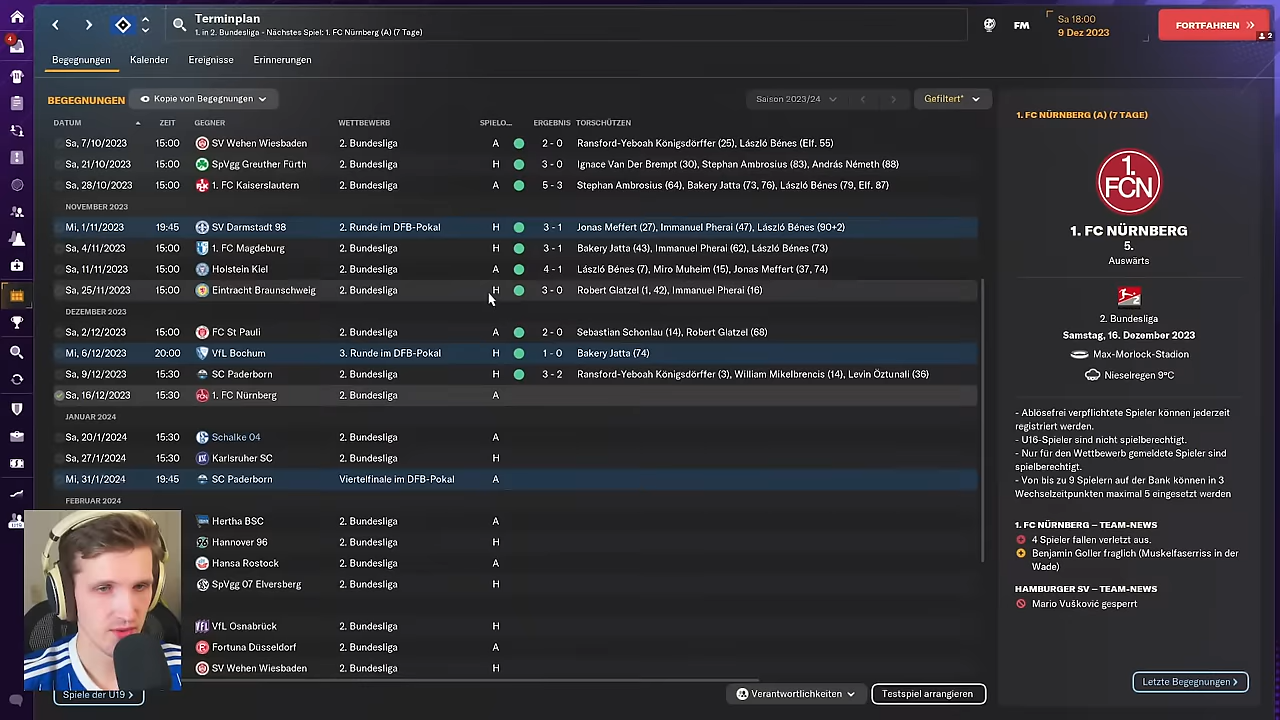 Terminplan
1. in 2. Bundesliga - Nächstes Spiel: 1. FC Nürnberg (A) (7 Tage)
FM
Sa 18:00
9 Dez 2023
FORTFAHREN
2
4
Begegnungen Kalender Ereignisse Erinnerungen
BEGEGNUNGEN Kopie von Begegnungen Saison 2023/24 Gefiltert*
DATUM ZEIT GEGNER WETTBEWERB SPIELO... ERGEBNIS TORSCHÜTZEN
Sa, 7/10/2023 15:00 SV Wehen Wiesbaden 2. Bundesliga A 2 - 0 Ransford-Yeboah Königsdörffer (25), László Bénes (Elf. 55)
Sa, 21/10/2023 15:00 SpVgg Greuther Fürth 2. Bundesliga H 3 - 0 Ignace Van Der Brempt (30), Stephan Ambrosius (83), András Németh (88)
Sa, 28/10/2023 15:00 1. FC Kaiserslautern 2. Bundesliga A 5 - 3 Stephan Ambrosius (64), Bakery Jatta (73, 76), László Bénes (79, Elf. 87)
NOVEMBER 2023
Mi, 1/11/2023 19:45 SV Darmstadt 98 2. Runde im DFB-Pokal H 3 - 1 Jonas Meffert (27), Immanuel Pherai (47), László Bénes (90+2)
Sa, 4/11/2023 15:00 1. FC Magdeburg 2. Bundesliga H 3 - 1 Bakery Jatta (43), Immanuel Pherai (62), László Bénes (73)
Sa, 11/11/2023 15:00 Holstein Kiel 2. Bundesliga A 4 - 1 László Bénes (7), Miro Muheim (15), Jonas Meffert (37, 74)
Sa, 25/11/2023 15:00 Eintracht Braunschweig 2. Bundesliga H 3 - 0 Robert Glatzel (1, 42), Immanuel Pherai (16)
DEZEMBER 2023
Sa, 2/12/2023 15:00 FC St Pauli 2. Bundesliga A 2 - 0 Sebastian Schonlau (14), Robert Glatzel (68)
Mi, 6/12/2023 20:00 VfL Bochum 3. Runde im DFB-Pokal H 1 - 0 Bakery Jatta (74)
Sa, 9/12/2023 15:30 SC Paderborn 2. Bundesliga H 3 - 2 Ransford-Yeboah Königsdörffer (3), William Mikelbrencis (14), Levin Öztunali (36)
Sa, 16/12/2023 15:30 1. FC Nürnberg 2. Bundesliga A
JANUAR 2024
Sa, 20/1/2024 15:30 Schalke 04 2. Bundesliga A
Sa, 27/1/2024 15:30 Karlsruher SC 2. Bundesliga H
Mi, 31/1/2024 19:45 SC Paderborn Viertelfinale im DFB-Pokal A
FEBRUAR 2024
Hertha BSC 2. Bundesliga A
Hannover 96 2. Bundesliga H
Hansa Rostock 2. Bundesliga A
SpVgg 07 Elversberg 2. Bundesliga H
VfL Osnabrück 2. Bundesliga H
Fortuna Düsseldorf 2. Bundesliga A
SV Wehen Wiesbaden 2. Bundesliga H
Spiele der U19 Verantwortlichkeiten Testspiel arrangieren
1. FC NÜRNBERG (A) (7 TAGE)
1.
FCN
1. FC NÜRNBERG
5.
Auswärts
2. Bundesliga
Samstag, 16. Dezember 2023
Max-Morlock-Stadion
Nieselregen 9°C
- Ablösefrei verpflichtete Spieler können jederzeit
registriert werden.
- U16-Spieler sind nicht spielberechtigt.
- Nur für den Wettbewerb gemeldete Spieler sind
spielberechtigt.
- Von bis zu 9 Spielern auf der Bank können in 3
Wechselzeitpunkten maximal 5 eingesetzt werden
1. FC NÜRNBERG – TEAM-NEWS
4 Spieler fallen verletzt aus.
Benjamin Goller fraglich (Muskelfaserriss in der
Wade)
HAMBURGER SV – TEAM-NEWS
Mario Vušković gesperrt
Letzte Begegnungen